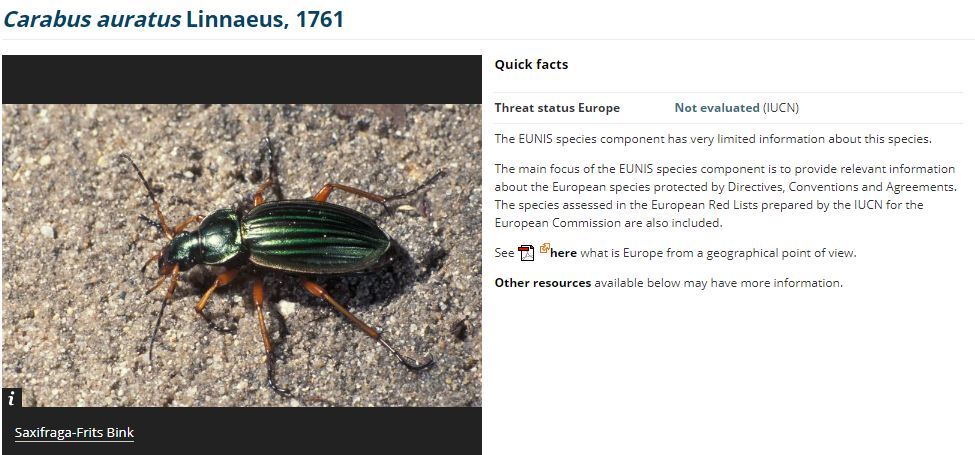 Carabus auratus Linnaeus, 1761
Quick facts
Threat status Europe Not evaluated (IUCN)
The EUNIS species component has very limited information about this species.
The main focus of the EUNIS species component is to provide relevant information
about the European species protected by Directives, Conventions and Agreements.
The species assessed in the European Red Lists prepared by the IUCN for the
European Commission are also included.
See here what is Europe from a geographical point of view.
Other resources available below may have more information.
i
Saxifraga-Frits Bink